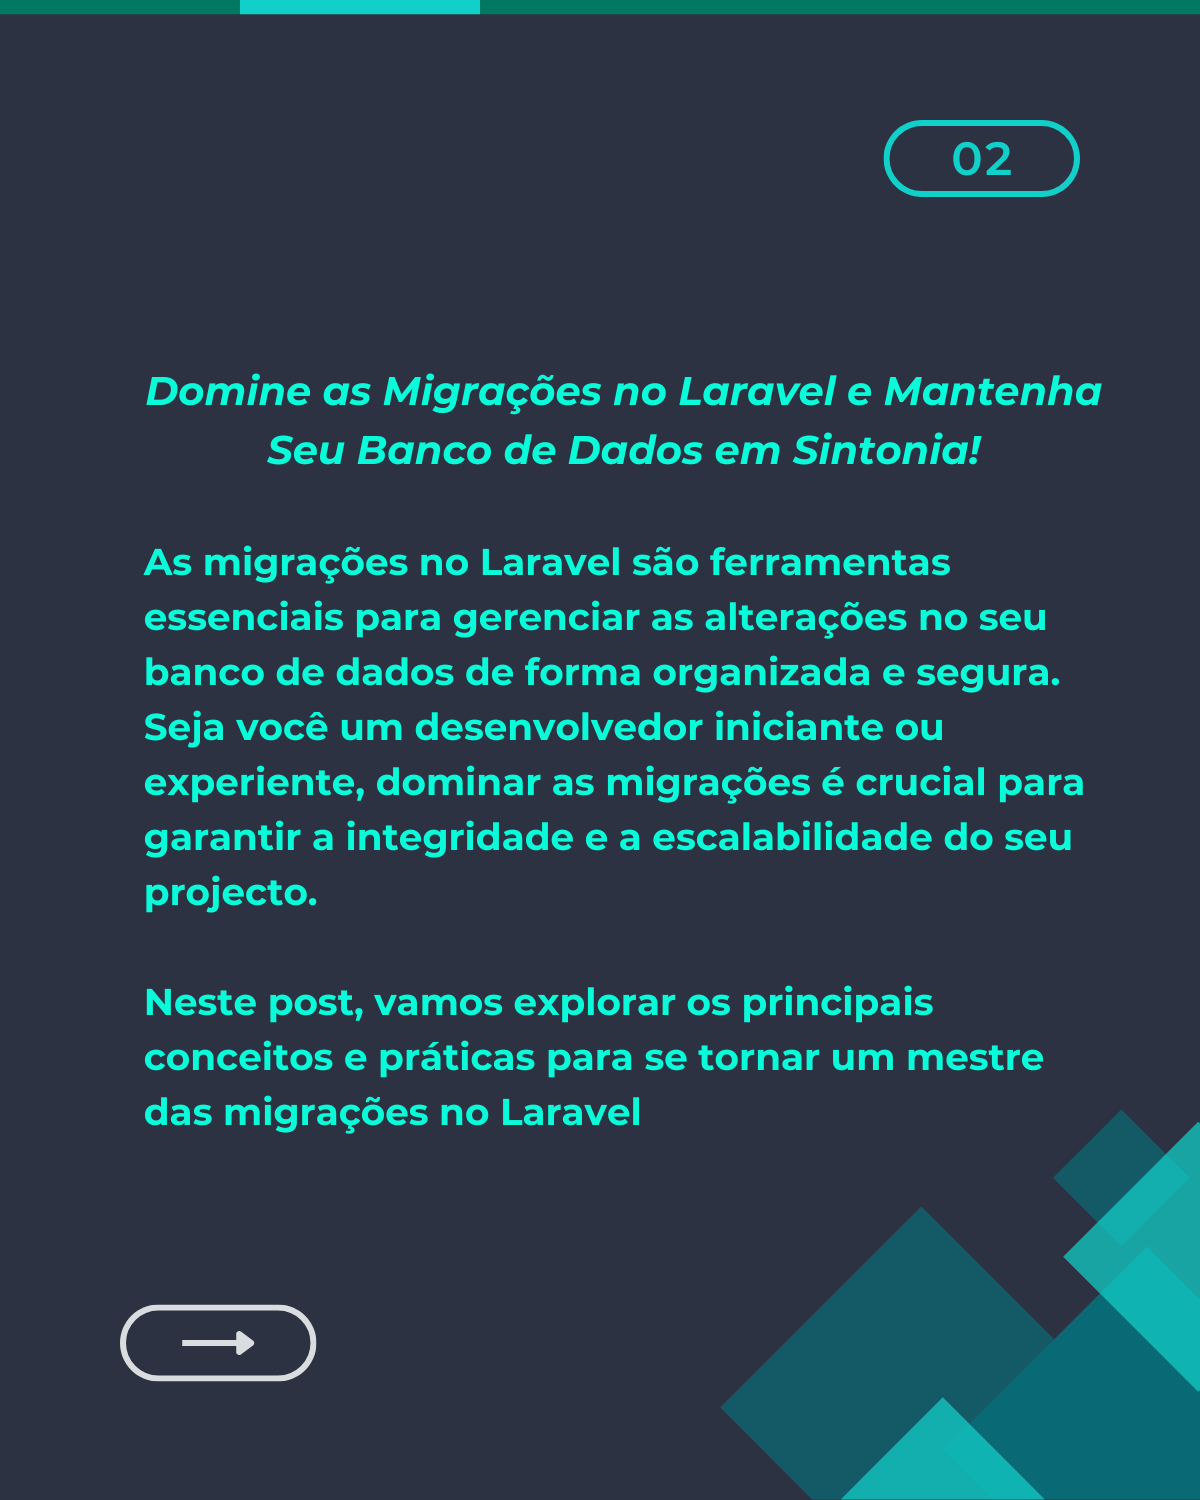 02
Domine as Migrações no Laravel e Mantenha
Seu Banco de Dados em Sintonia!
As migrações no Laravel são ferramentas
essenciais para gerenciar as alterações no seu
banco de dados de forma organizada e segura.
Seja você um desenvolvedor iniciante ou
experiente, dominar as migrações é crucial para
garantir a integridade e a escalabilidade do seu
projecto.
Neste post, vamos explorar os principais
conceitos e práticas para se tornar um mestre
das migrações no Laravel